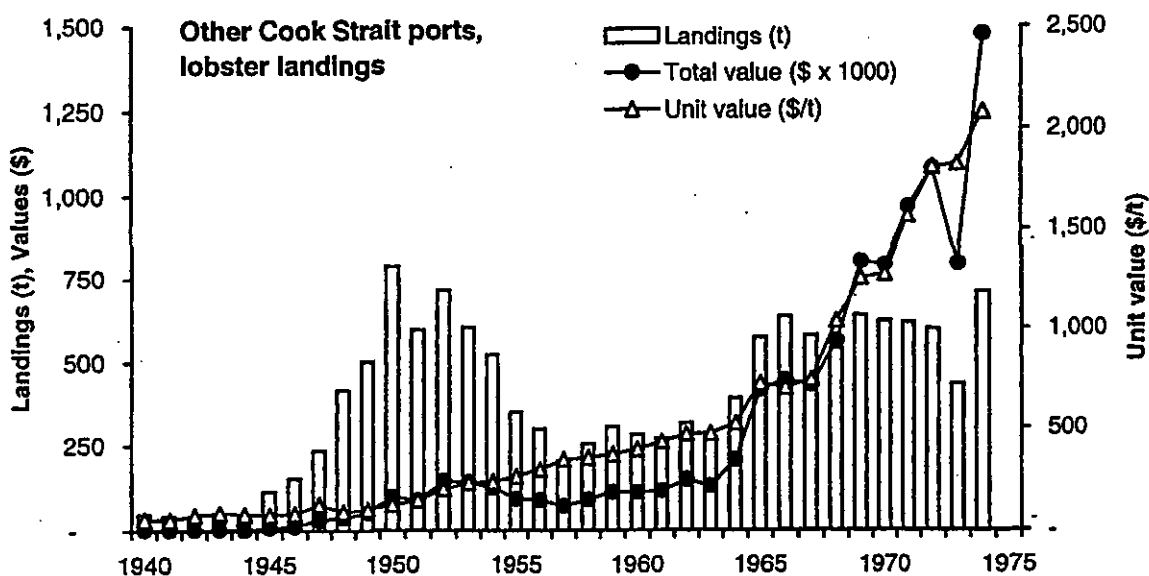 Other Cook Strait ports,
lobster landings
Landings (t)
Total value ($ x 1000)
Unit value ($/t)
Landings (t), Values ($)
1,500
1,250
1,000
750
500
250
-
Unit value ($/t)
2,500
2,000
1,500
1,000
500
-
1940 1945 1950 1955 1960 1965 1970 1975